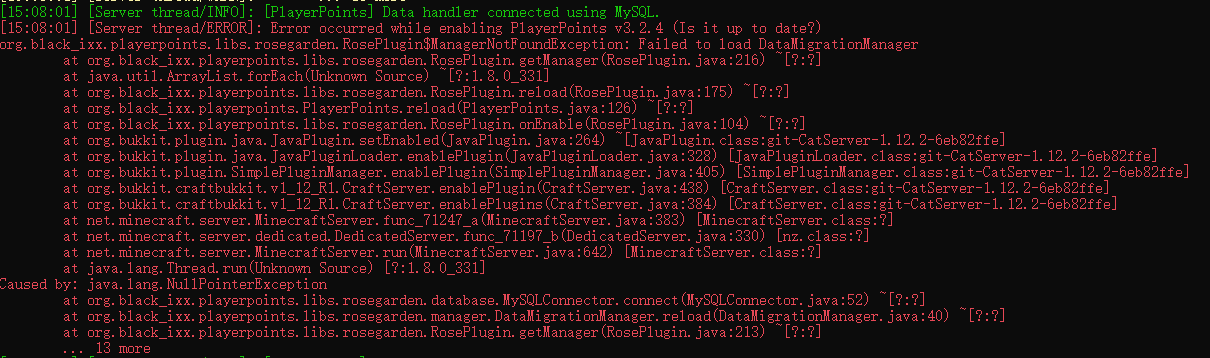 [15:08:01] [Server thread/INFO]: [PlayerPoints] Data handler connected using MySQL.
[15:08:01] [Server thread/ERROR]: Error occurred while enabling PlayerPoints v3.2.4 (Is it up to date?)
org.black_ixx.playerpoints.libs.rosegarden.RosePlugin$ManagerNotFoundException: Failed to load DataMigrationManager
at org.black_ixx.playerpoints.libs.rosegarden.RosePlugin.getManager(RosePlugin.java:216) ~[?:?]
at java.util.ArrayList.forEach(Unknown Source) ~[?:1.8.0_331]
at org.black_ixx.playerpoints.libs.rosegarden.RosePlugin.reload(RosePlugin.java:175) ~[?:?]
at org.black_ixx.playerpoints.PlayerPoints.reload(PlayerPoints.java:126) ~[?:?]
at org.black_ixx.playerpoints.libs.rosegarden.RosePlugin.onEnable(RosePlugin.java:104) ~[?:?]
at org.bukkit.plugin.java.JavaPlugin.setEnabled(JavaPlugin.java:264) ~[JavaPlugin.class:git-CatServer-1.12.2-6eb82ffe]
at org.bukkit.plugin.java.JavaPluginLoader.enablePlugin(JavaPluginLoader.java:328) [JavaPluginLoader.class:git-CatServer-1.12.2-6eb82ffe]
at org.bukkit.plugin.SimplePluginManager.enablePlugin(SimplePluginManager.java:405) [SimplePluginManager.class:git-CatServer-1.12.2-6eb82ffe]
at org.bukkit.craftbukkit.v1_12_R1.CraftServer.enablePlugin(CraftServer.java:438) [CraftServer.class:git-CatServer-1.12.2-6eb82ffe]
at org.bukkit.craftbukkit.v1_12_R1.CraftServer.enablePlugins(CraftServer.java:384) [CraftServer.class:git-CatServer-1.12.2-6eb82ffe]
at net.minecraft.server.MinecraftServer.func_71247_a(MinecraftServer.java:383) [MinecraftServer.class:?]
at net.minecraft.server.dedicated.DedicatedServer.func_71197_b(DedicatedServer.java:330) [nz.class:?]
at net.minecraft.server.MinecraftServer.run(MinecraftServer.java:642) [MinecraftServer.class:?]
at java.lang.Thread.run(Unknown Source) [?:1.8.0_331]
Caused by: java.lang.NullPointerException
at org.black_ixx.playerpoints.libs.rosegarden.database.MySQLConnector.connect(MySQLConnector.java:52) ~[?:?]
at org.black_ixx.playerpoints.libs.rosegarden.manager.DataMigrationManager.reload(DataMigrationManager.java:40) ~[?:?]
at org.black_ixx.playerpoints.libs.rosegarden.RosePlugin.getManager(RosePlugin.java:213) ~[?:?]
... 13 more